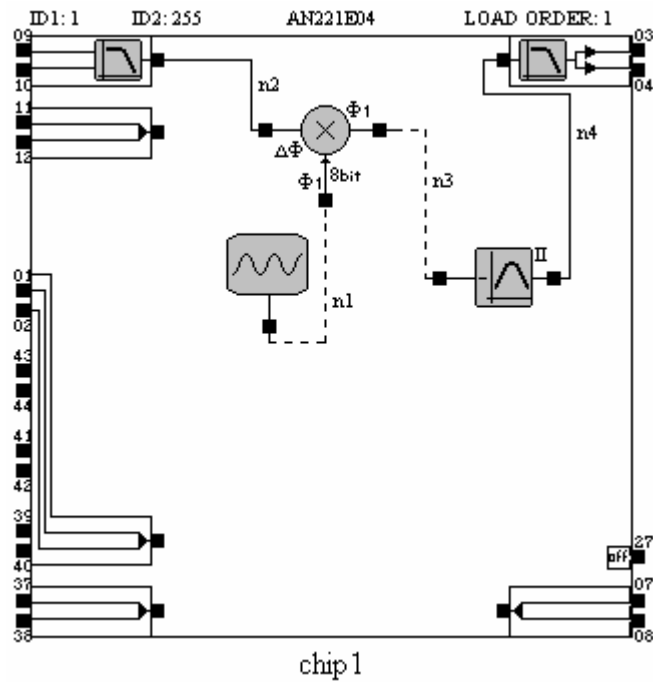 ID1: 1 ID2: 255 AN221E04 LOAD ORDER: 1
09 03
10 04
n2
11
Φ1
n4
12
ΔΦ
Φ1 8bit
n3
II
01
n1
02
43
44
41
42
39
27
off
40
37 07
38 08
chip1